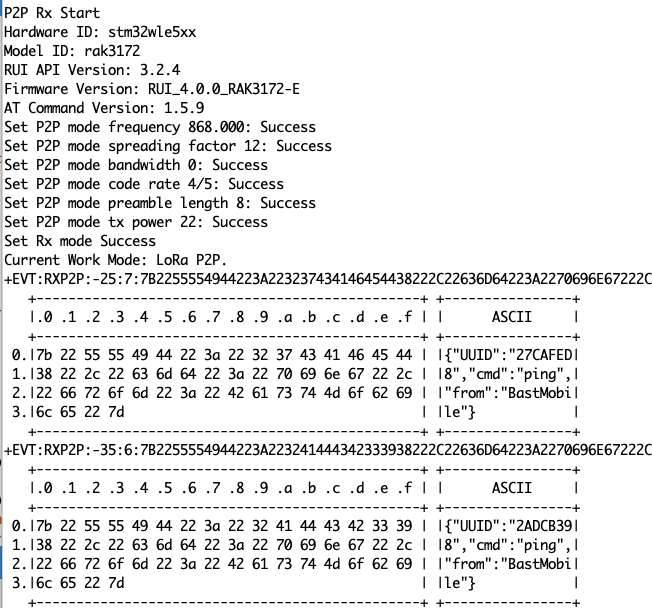 P2P Rx Start
Hardware ID: stm32wle5xx
Model ID: rak3172
RUI API Version: 3.2.4
Firmware Version: RUI_4.0.0_RAK3172-E
AT Command Version: 1.5.9
Set P2P mode frequency 868.000: Success
Set P2P mode spreading factor 12: Success
Set P2P mode bandwidth 0: Success
Set P2P mode code rate 4/5: Success
Set P2P mode preamble length 8: Success
Set P2P mode tx power 22: Success
Set Rx mode Success
Current Work Mode: LoRa P2P.
+EVT:RXP2P:-25:7:7B2255554944223A223237434146454438222C22636D64223A2270696E67222C
   +------------------------------------------------+ +----------------+
   |.0 .1 .2 .3 .4 .5 .6 .7 .8 .9 .a .b .c .d .e .f | |      ASCII     |
   +------------------------------------------------+ +----------------+
 0.|7b 22 55 55 49 44 22 3a 22 32 37 43 41 46 45 44 | |{"UUID":"27CAFED|
 1.|38 22 2c 22 63 6d 64 22 3a 22 70 69 6e 67 22 2c | |8","cmd":"ping",|
 2.|22 66 72 6f 6d 22 3a 22 42 61 73 74 4d 6f 62 69 | |"from":"BastMobi|
 3.|6c 65 22 7d                                     | |le"}            |
   +------------------------------------------------+ +----------------+
+EVT:RXP2P:-35:6:7B2255554944223A223241444342333938222C22636D64223A2270696E67222C
   +------------------------------------------------+ +----------------+
   |.0 .1 .2 .3 .4 .5 .6 .7 .8 .9 .a .b .c .d .e .f | |      ASCII     |
   +------------------------------------------------+ +----------------+
 0.|7b 22 55 55 49 44 22 3a 22 32 41 44 43 42 33 39 | |{"UUID":"2ADCB39|
 1.|38 22 2c 22 63 6d 64 22 3a 22 70 69 6e 67 22 2c | |8","cmd":"ping",|
 2.|22 66 72 6f 6d 22 3a 22 42 61 73 74 4d 6f 62 69 | |"from":"BastMobi|
 3.|6c 65 22 7d                                     | |le"}            |
   +------------------------------------------------+ +----------------+